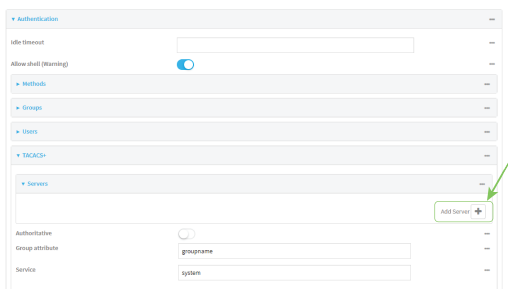 Authentication
Idle timeout
Allow shell (Warning)
Methods
Groups
Users
TACACS+
Servers
Add Server
Authoritative
Group attribute groupname
Service system